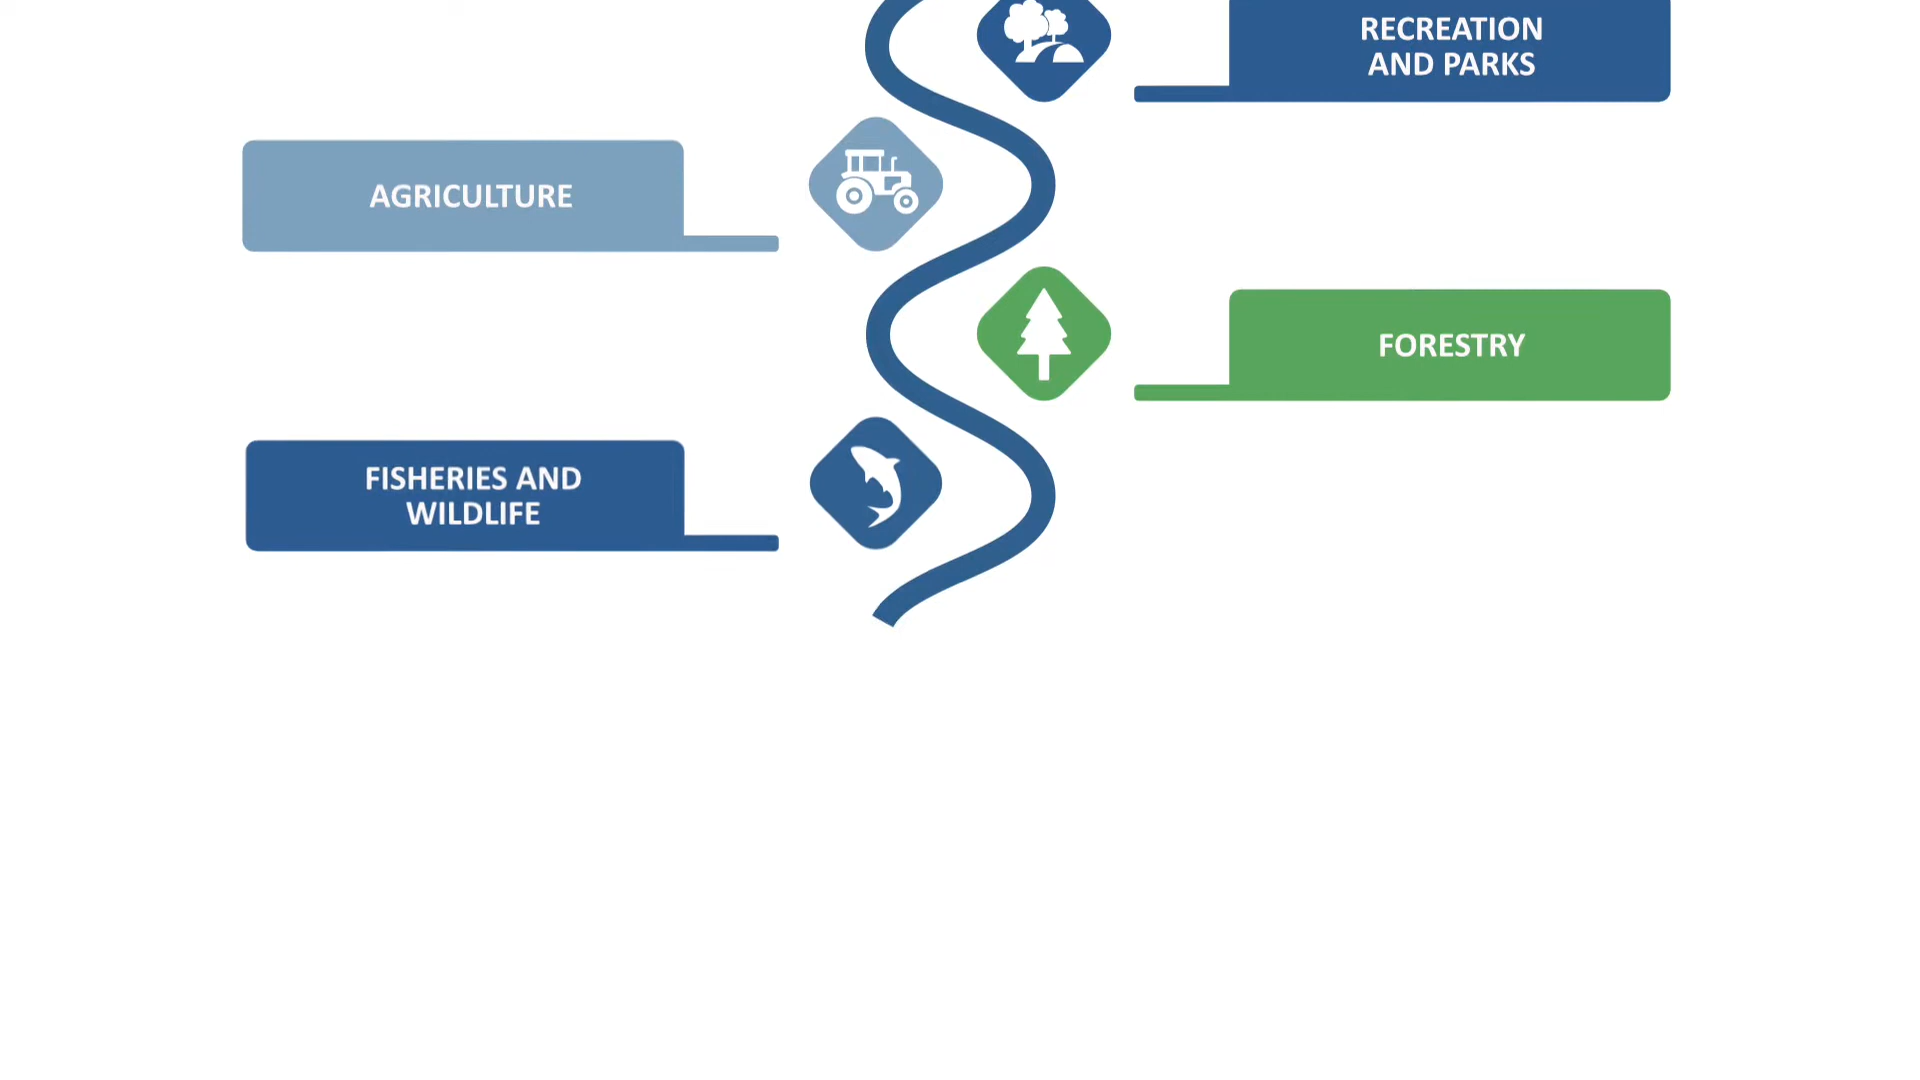 RECREATION
AND PARKS
AGRICULTURE
FORESTRY
FISHERIES AND
WILDLIFE